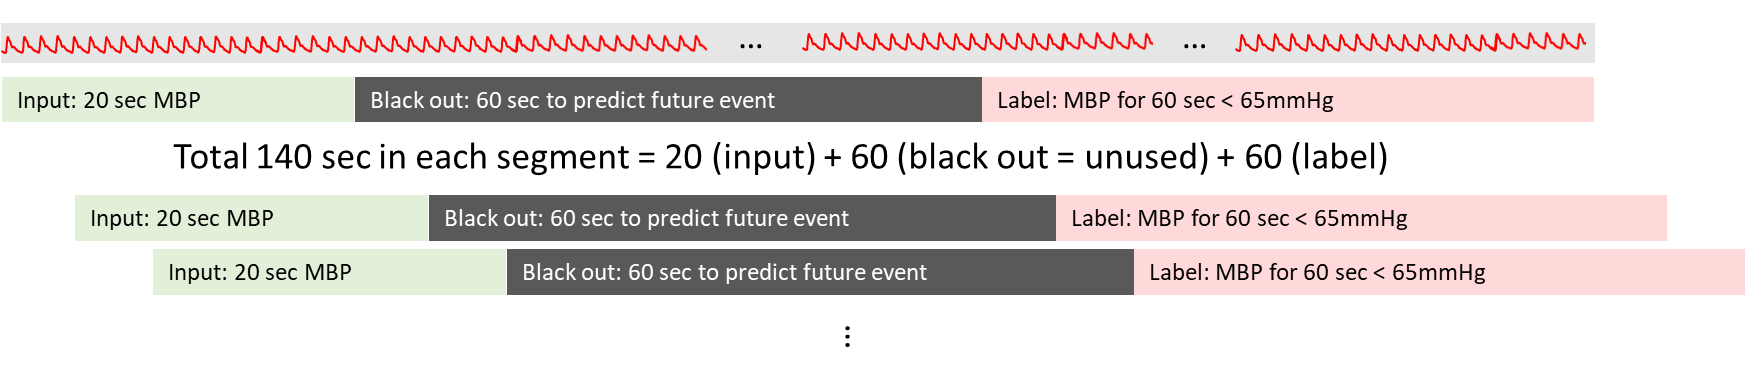 ... ...
Input: 20 sec MBP Black out: 60 sec to predict future event Label: MBP for 60 sec < 65mmHg
Total 140 sec in each segment = 20 (input) + 60 (black out = unused) + 60 (label)
Input: 20 sec MBP Black out: 60 sec to predict future event Label: MBP for 60 sec < 65mmHg
Input: 20 sec MBP Black out: 60 sec to predict future event Label: MBP for 60 sec < 65mmHg
⋮